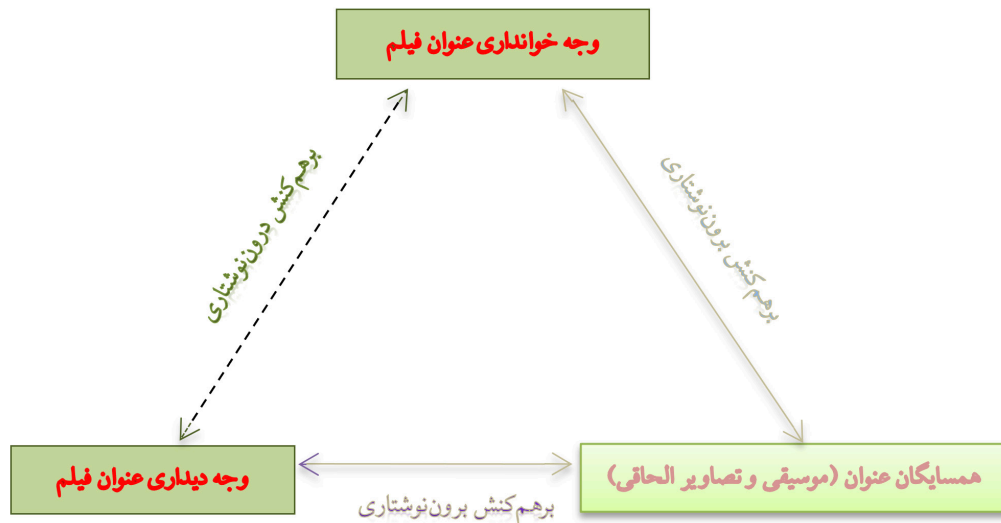 وجه خوانداری عنوان فیلم
برهم‌کنش برون‌نوشتاری
برهم‌کنش درون‌نوشتاری
همسایگان عنوان (موسیقی و تصاویر الحاقی)
وجه دیداری عنوان فیلم
برهم‌کنش برون‌نوشتاری